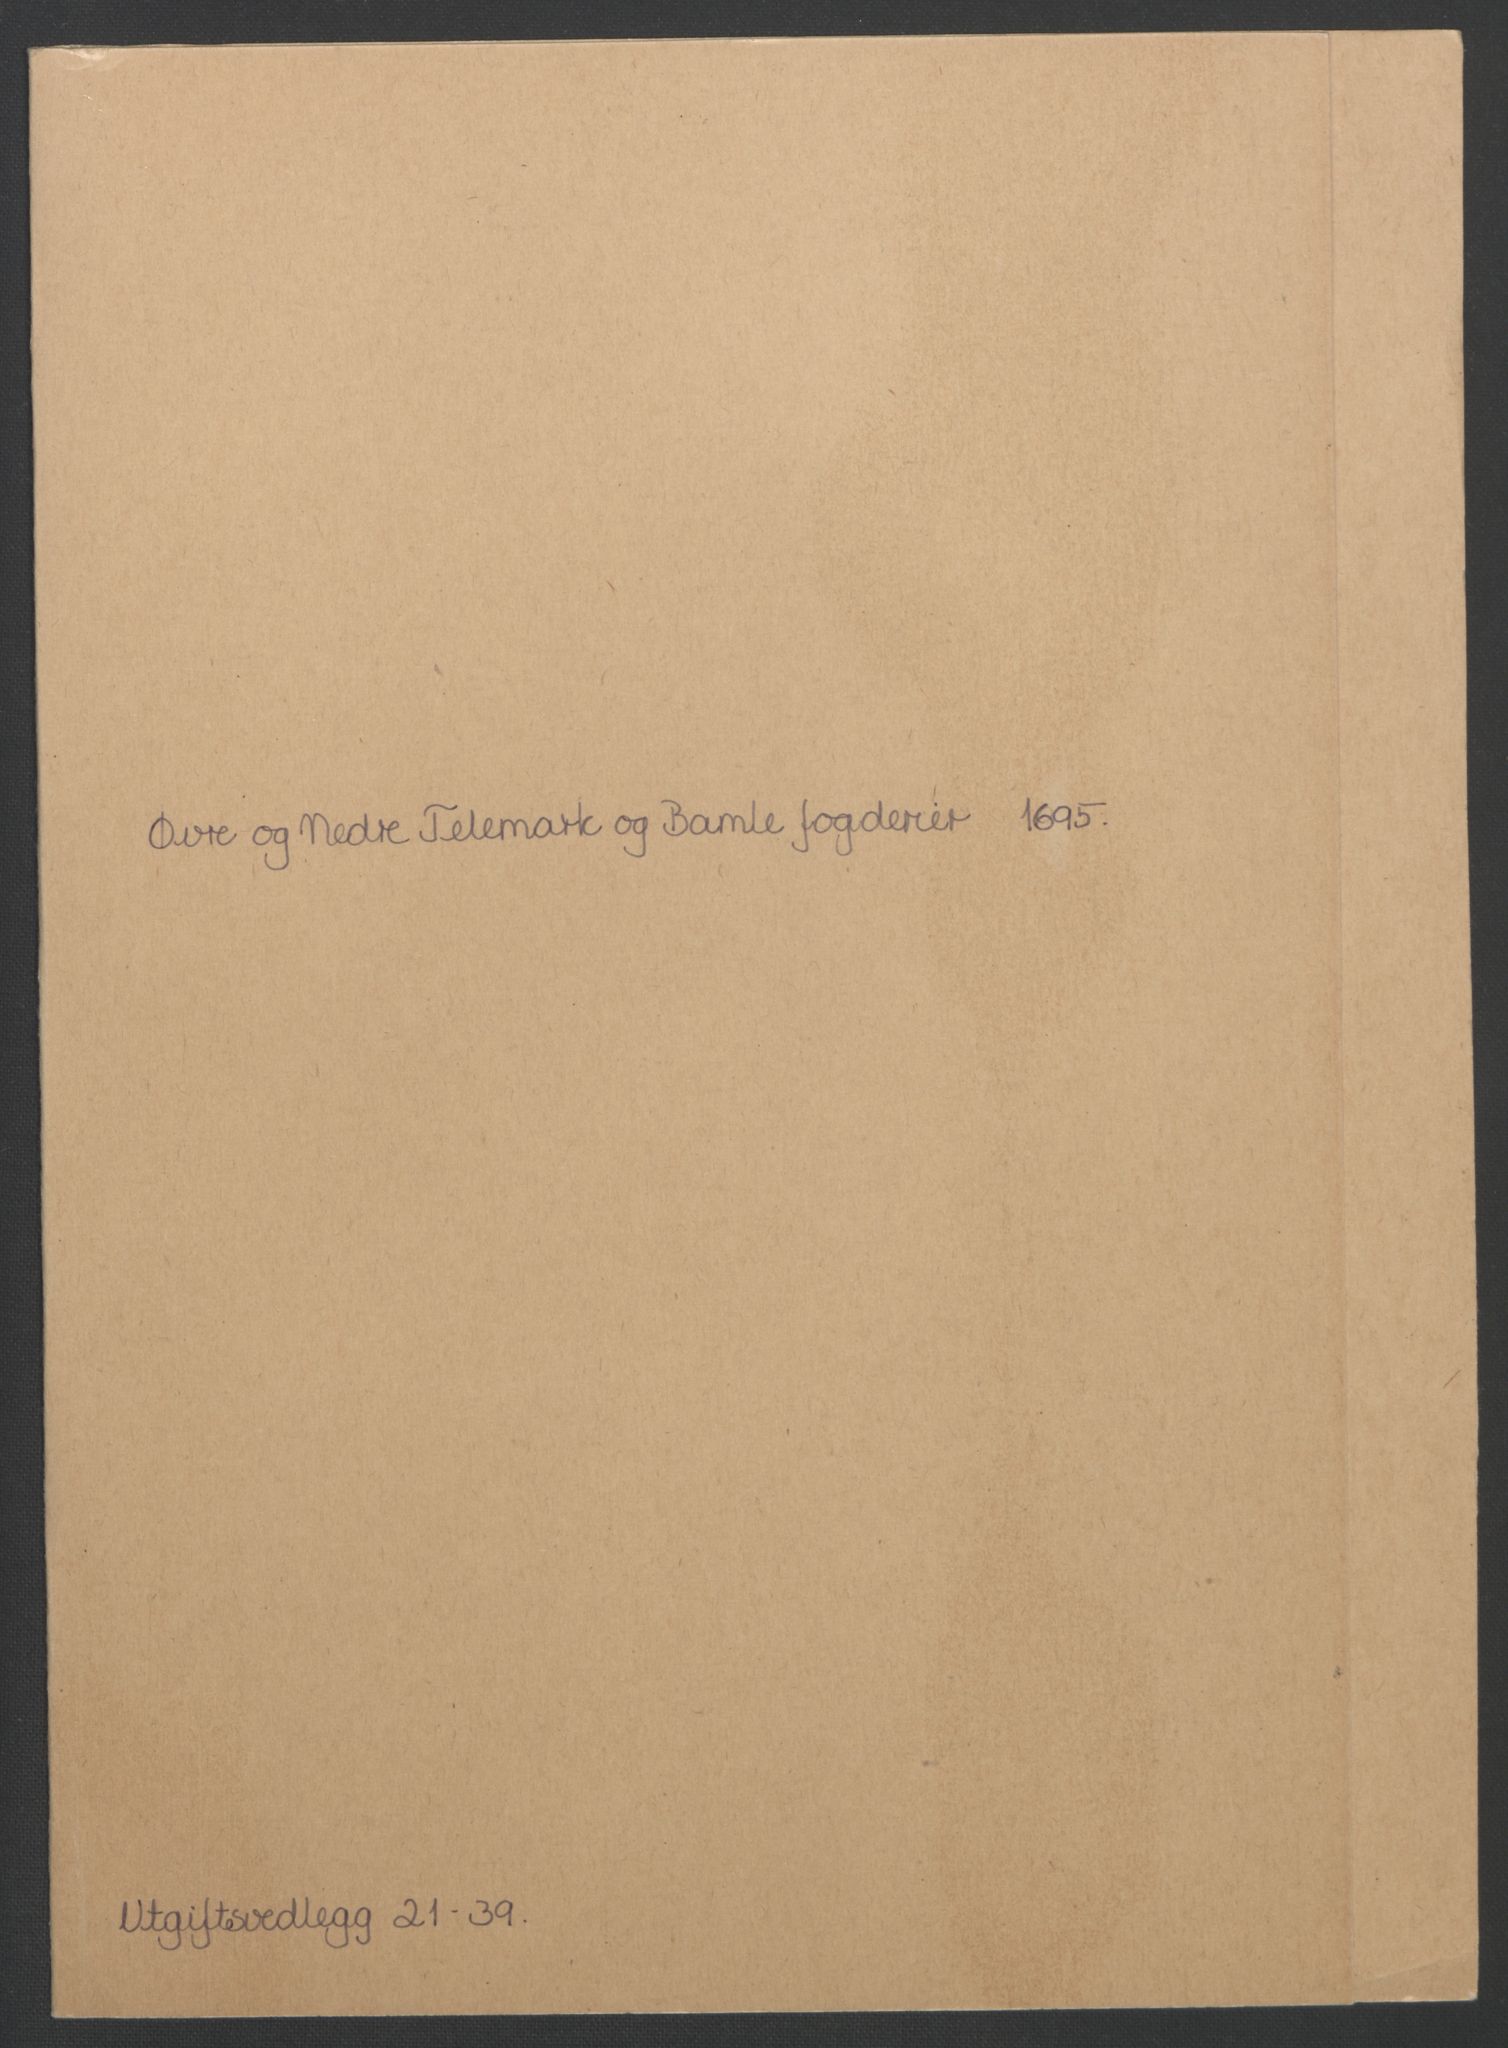 Øvre og Nedre Telemark og Bamle fogderier 1695.
Utgiftsvedlegg 21-39.